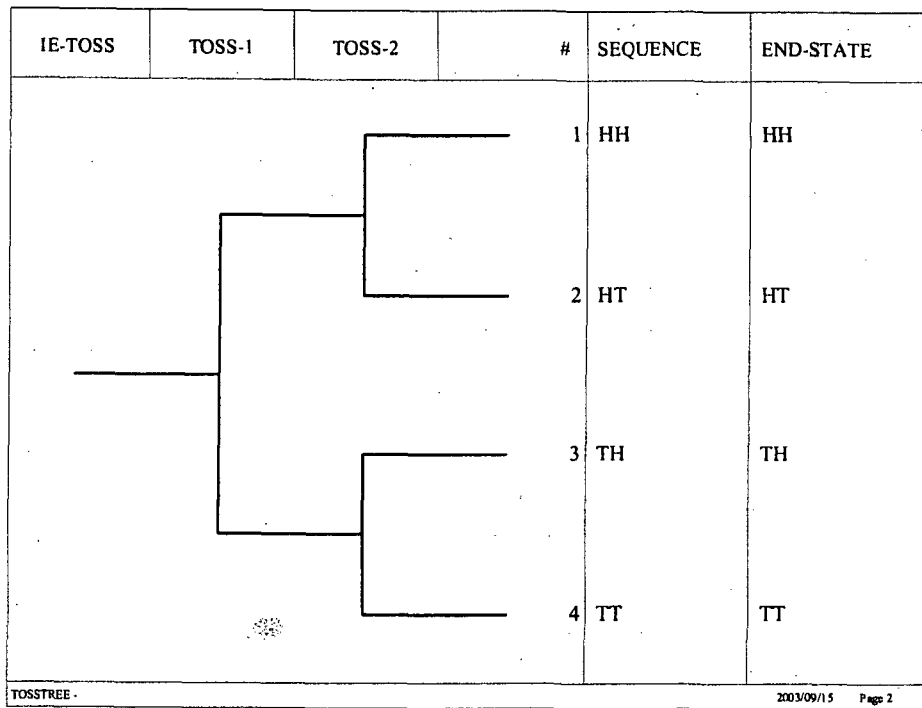 IE-TOSS TOSS-1 TOSS-2 # SEQUENCE END-STATE
1 HH HH
2 HT HT
3 TH TH
4 TT TT
TOSSTREE - 2003/09/15 Page 2